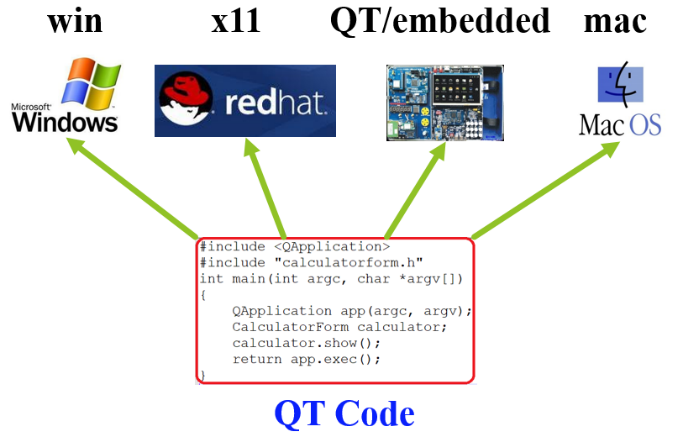 win x11 QT/embedded mac
Microsoft
Windows
redhat.
Mac OS
#include <QApplication>
#include "calculatorform.h"
int main(int argc, char *argv[])
{
    QApplication app(argc, argv);
    CalculatorForm calculator;
    calculator.show();
    return app.exec();
}
QT Code